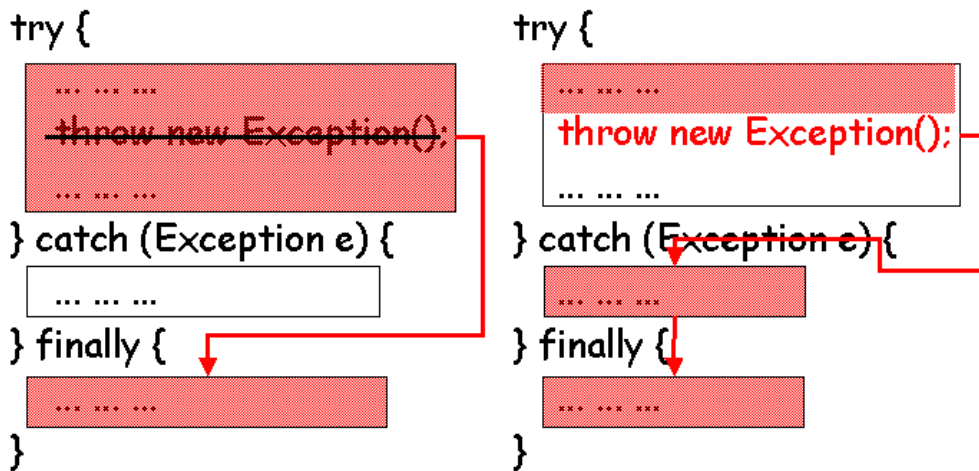 try {
... ... ...
throw new Exception();
... ... ...
} catch (Exception e) {
... ... ...
} finally {
... ... ...
}
try {
... ... ...
throw new Exception();
... ... ...
} catch (Exception e) {
... ... ...
} finally {
... ... ...
}